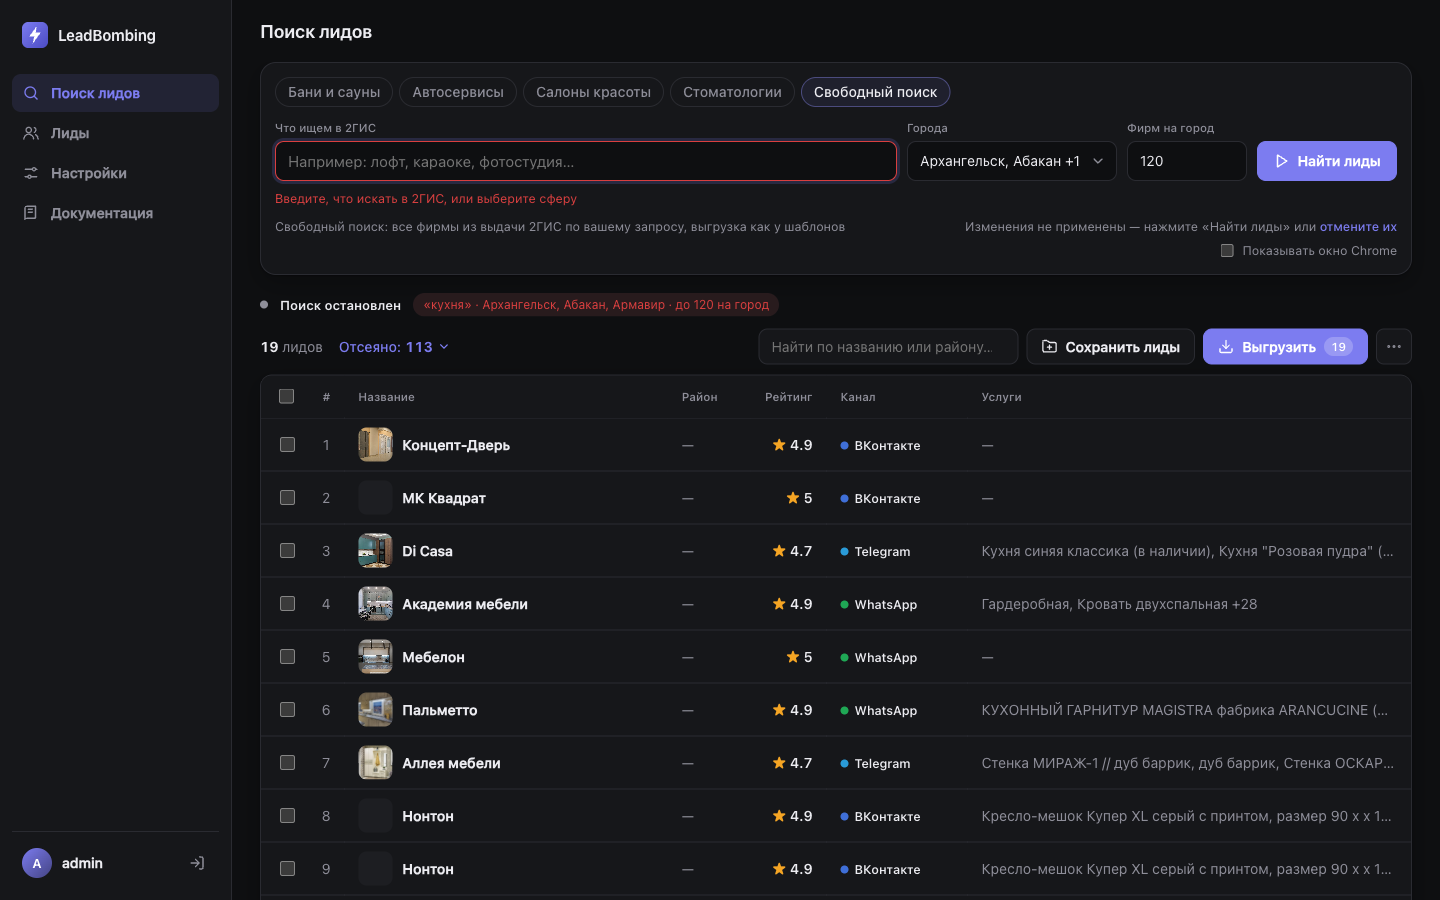 LeadBombing
Поиск лидов
Лиды
Настройки
Документация
admin
A
Поиск лидов
Бани и сауны
Автосервисы
Салоны красоты
Стоматологии
Свободный поиск
Что ищем в 2ГИС
Города
Фирм на город
Например: лофт, караоке, фотостудия...
Архангельск, Абакан +1
120
Найти лиды
Введите, что искать в 2ГИС, или выберите сферу
Свободный поиск: все фирмы из выдачи 2ГИС по вашему запросу, выгрузка как у шаблонов
Изменения не применены — нажмите «Найти лиды» или отмените их
Показывать окно Chrome
Поиск остановлен
«кухня» · Архангельск, Абакан, Армавир · до 120 на город
19 лидов
Отсеяно: 113
Найти по названию или району...
Сохранить лиды
Выгрузить 19
# Название Район Рейтинг Канал Услуги
1 Концепт-Дверь — 4.9 ВКонтакте —
2 МК Квадрат — 5 ВКонтакте —
3 Di Casa — 4.7 Telegram Кухня синяя классика (в наличии), Кухня "Розовая пудра" (...
4 Академия мебели — 4.9 WhatsApp Гардеробная, Кровать двухспальная +28
5 Мебелон — 5 WhatsApp —
6 Пальметто — 4.9 WhatsApp КУХОННЫЙ ГАРНИТУР MAGISTRA фабрика ARANCUCINE (...
7 Аллея мебели — 4.7 Telegram Стенка МИРАЖ-1 // дуб баррик, дуб баррик, Стенка ОСКАР...
8 Нонтон — 4.9 ВКонтакте Кресло-мешок Купер XL серый с принтом, размер 90 x x 1...
9 Нонтон — 4.9 ВКонтакте Кресло-мешок Купер XL серый с принтом, размер 90 x x 1...